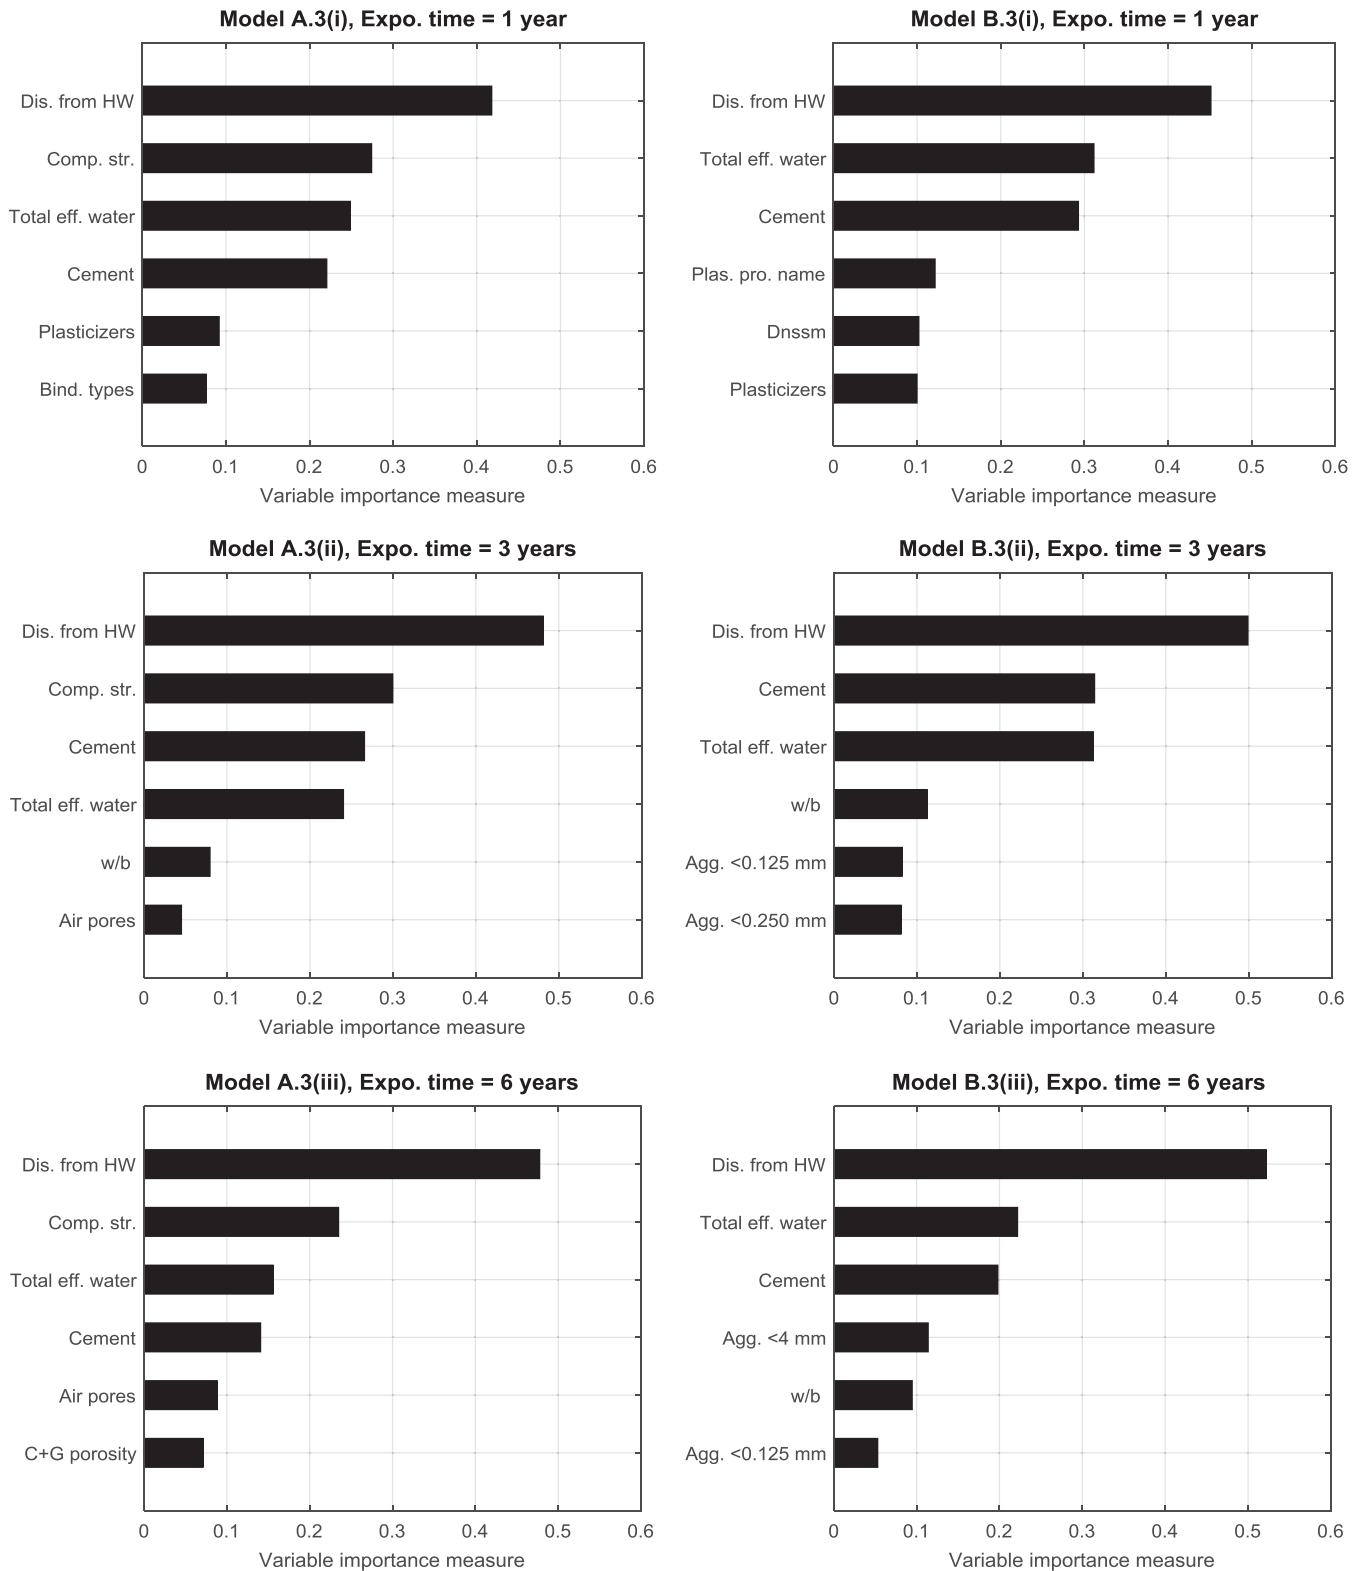 Model A.3(i), Expo. time = 1 year
Dis. from HW
Comp. str.
Total eff. water
Cement
Plasticizers
Bind. types
0 0.1 0.2 0.3 0.4 0.5 0.6
Variable importance measure
Model B.3(i), Expo. time = 1 year
Dis. from HW
Total eff. water
Cement
Plas. pro. name
Dnssm
Plasticizers
0 0.1 0.2 0.3 0.4 0.5 0.6
Variable importance measure
Model A.3(ii), Expo. time = 3 years
Dis. from HW
Comp. str.
Cement
Total eff. water
w/b
Air pores
0 0.1 0.2 0.3 0.4 0.5 0.6
Variable importance measure
Model B.3(ii), Expo. time = 3 years
Dis. from HW
Cement
Total eff. water
w/b
Agg. <0.125 mm
Agg. <0.250 mm
0 0.1 0.2 0.3 0.4 0.5 0.6
Variable importance measure
Model A.3(iii), Expo. time = 6 years
Dis. from HW
Comp. str.
Total eff. water
Cement
Air pores
C+G porosity
0 0.1 0.2 0.3 0.4 0.5 0.6
Variable importance measure
Model B.3(iii), Expo. time = 6 years
Dis. from HW
Total eff. water
Cement
Agg. <4 mm
w/b
Agg. <0.125 mm
0 0.1 0.2 0.3 0.4 0.5 0.6
Variable importance measure